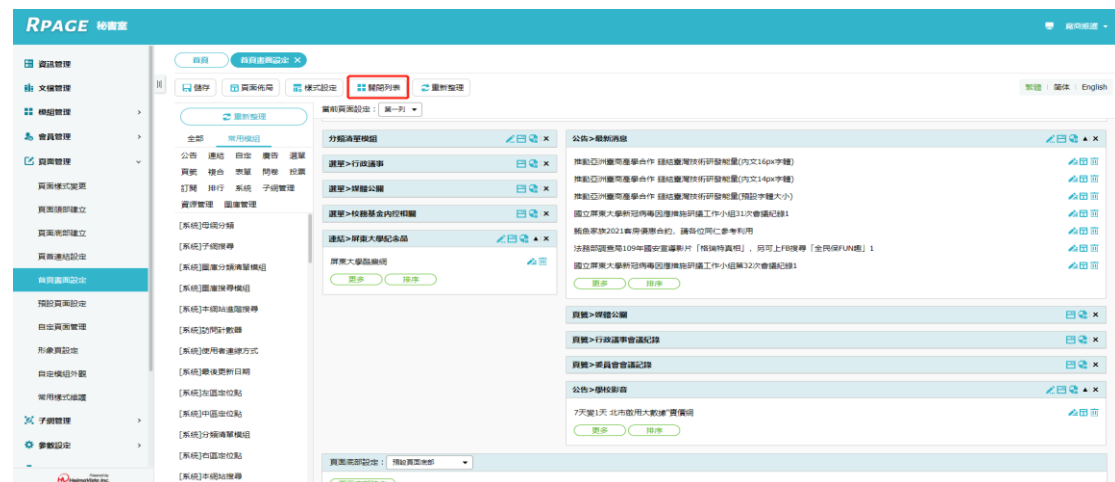 RPAGE 秘書室
廠商維護
資訊管理
文檔管理
模組管理
會員管理
頁面管理
頁面樣式變更
頁面頭部建立
頁面底部建立
頁首連結設定
首頁畫面設定
預設頁面設定
自定頁面管理
形象頁設定
自定模組外觀
常用樣式維護
子網管理
參數設定
Powered by
HeimaVista Inc.
首頁 首頁畫面設定 ×
儲存 頁面佈局 樣式設定 關閉列表 重新整理
繁體 | 简体 | English
重新整理
全部 常用模組
公告 連結 自定 廣告 選單
頁籤 複合 表單 問卷 投票
訂閱 排行 系統 子網管理
資源管理 圖庫管理
[系統]母網分類
[系統]子網搜尋
[系統]圖庫分類清單模組
[系統]圖庫搜尋模組
[系統]本網站進階搜尋
[系統]訪問計數器
[系統]使用者連線方式
[系統]最後更新日期
[系統]左區定位點
[系統]中區定位點
[系統]分類清單模組
[系統]右區定位點
[系統]本網站搜尋
當前頁面設定： 第一列
分類清單模組
選單>行政議事
選單>媒體公關
選單>校務基金內控相關
連結>屏東大學紀念品
屏東大學酷樂網
更多 排序
公告>最新消息
推動亞洲臺商產學合作 鏈結臺灣技術研發能量(內文16px字體)
推動亞洲臺商產學合作 鏈結臺灣技術研發能量(內文14px字體)
推動亞洲臺商產學合作 鏈結臺灣技術研發能量(預設字體大小)
國立屏東大學新冠病毒因應措施研議工作小組31次會議紀錄1
鮪魚家族2021春房優惠合約，請各位同仁參考利用
法務部調查局109年國安宣導影片「格瑞特真相」，另可上FB搜尋「全民保FUN趣」1
國立屏東大學新冠病毒因應措施研議工作小組第32次會議紀錄1
更多 排序
頁籤>媒體公關
頁籤>行政議事會議記錄
頁籤>委員會會議記錄
公告>學校影音
7天變1天 北市啟用大數據"賣價網
更多 排序
頁面底部設定： 預設頁面底部